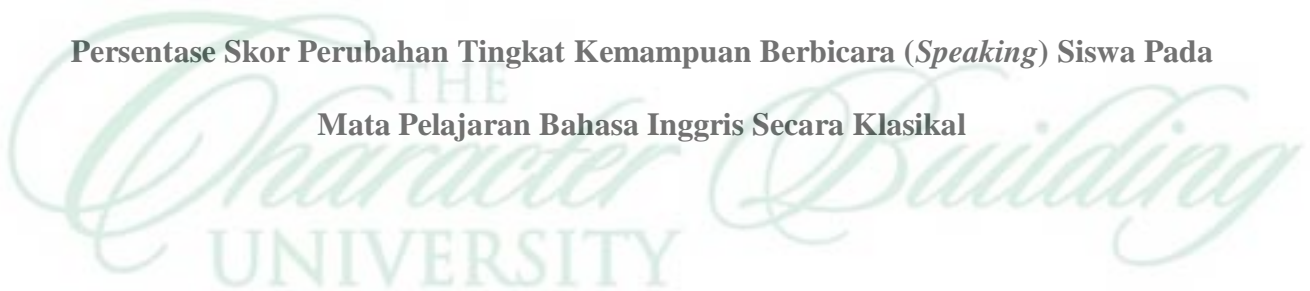 Persentase Skor Perubahan Tingkat Kemampuan Berbicara (Speaking) Siswa Pada
THE
Mata Pelajaran Bahasa Inggris Secara Klasikal
Character Building
UNIVERSITY